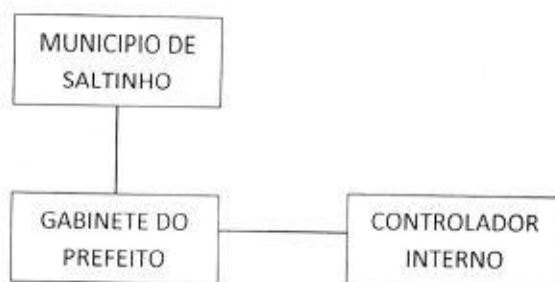 MUNICIPIO DE
SALTINHO
GABINETE DO
PREFEITO
CONTROLADOR
INTERNO